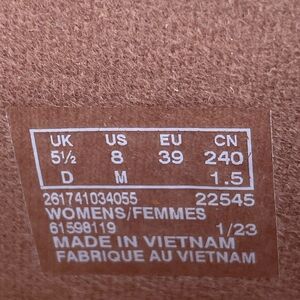 UK US EU CN
5½ 8 39 240
D M 1.5
261741034055 22545
WOMENS/FEMMES
61598119 1/23
MADE IN VIETNAM
FABRIQUE AU VIETNAM